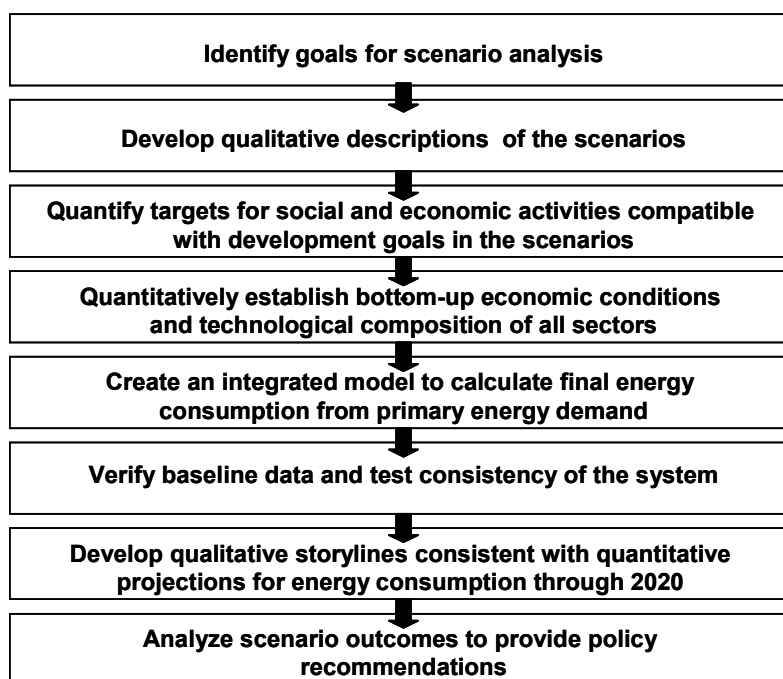 Identify goals for scenario analysis
Develop qualitative descriptions of the scenarios
Quantify targets for social and economic activities compatible
with development goals in the scenarios
Quantitatively establish bottom-up economic conditions
and technological composition of all sectors
Create an integrated model to calculate final energy
consumption from primary energy demand
Verify baseline data and test consistency of the system
Develop qualitative storylines consistent with quantitative
projections for energy consumption through 2020
Analyze scenario outcomes to provide policy
recommendations